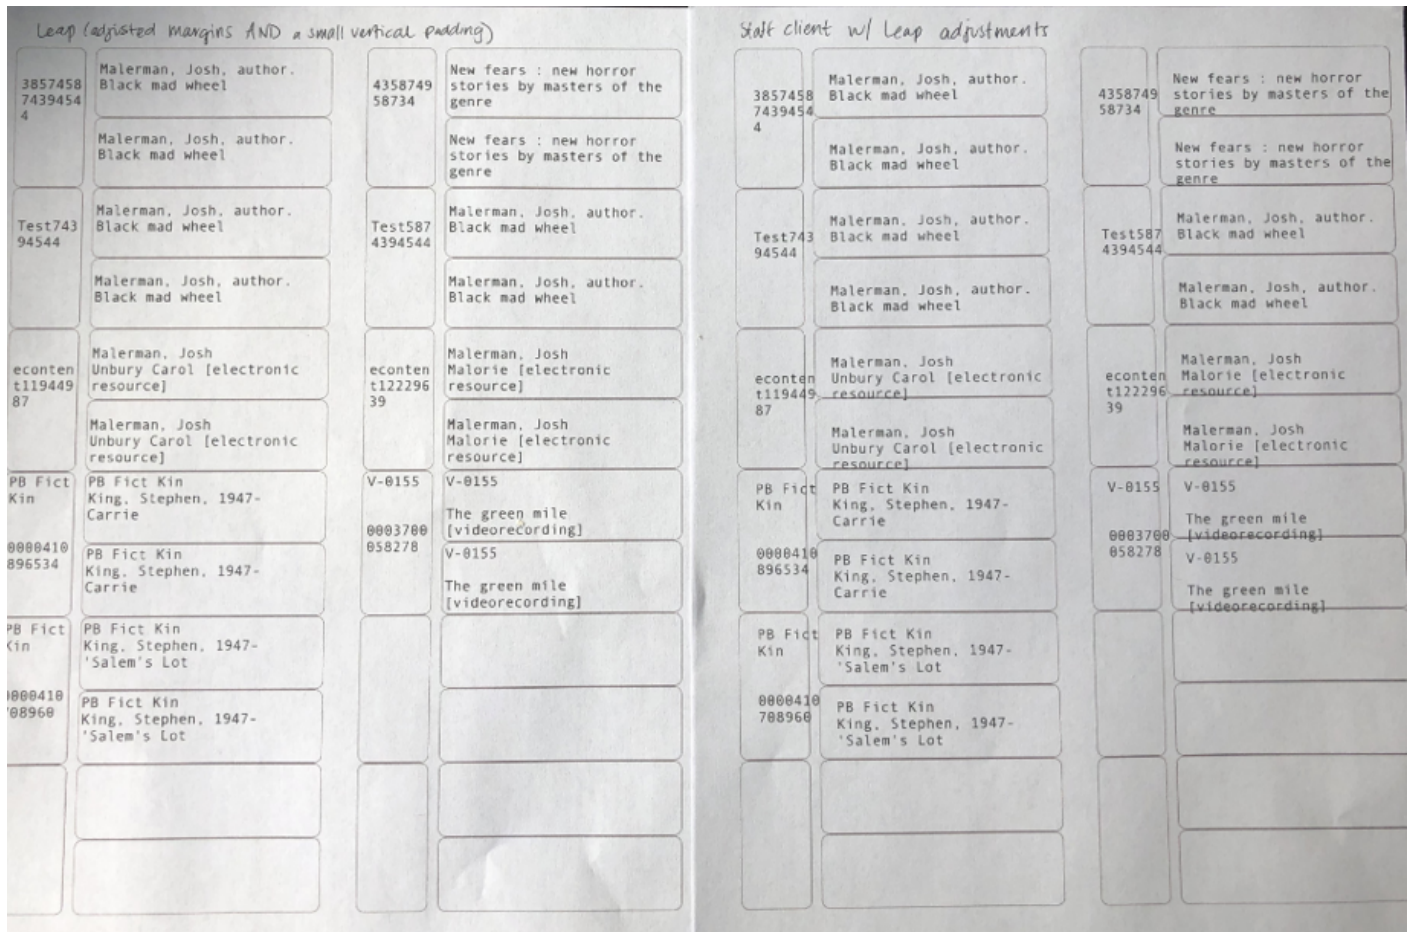 Leap (adjusted margins AND a small vertical padding)
3857458
7439454
4
Malerman, Josh, author.
Black mad wheel
Malerman, Josh, author.
Black mad wheel
4358749
58734
New fears : new horror
stories by masters of the
genre
New fears : new horror
stories by masters of the
genre
Test743
94544
Malerman, Josh, author.
Black mad wheel
Malerman, Josh, author.
Black mad wheel
Test587
4394544
Malerman, Josh, author.
Black mad wheel
Malerman, Josh, author.
Black mad wheel
econten
t119449
87
Malerman, Josh
Unbury Carol [electronic
resource]
Malerman, Josh
Unbury Carol [electronic
resource]
econten
t122296
39
Malerman, Josh
Malorie [electronic
resource]
Malerman, Josh
Malorie [electronic
resource]
PB Fict
Kin
0000410
896534
PB Fict Kin
King, Stephen, 1947-
Carrie
PB Fict Kin
King, Stephen, 1947-
Carrie
V-0155
0003700
058278
V-0155
The green mile
[videorecording]
V-0155
The green mile
[videorecording]
PB Fict
Kin
0000410
708960
PB Fict Kin
King, Stephen, 1947-
'Salem's Lot
PB Fict Kin
King, Stephen, 1947-
'Salem's Lot
Staff client w/ Leap adjustments
3857458
7439454
4
Malerman, Josh, author.
Black mad wheel
Malerman, Josh, author.
Black mad wheel
4358749
58734
New fears : new horror
stories by masters of the
genre
New fears : new horror
stories by masters of the
genre
Test743
94544
Malerman, Josh, author.
Black mad wheel
Malerman, Josh, author.
Black mad wheel
Test587
4394544
Malerman, Josh, author.
Black mad wheel
Malerman, Josh, author.
Black mad wheel
econten
t119449
87
Malerman, Josh
Unbury Carol [electronic
resource]
Malerman, Josh
Unbury Carol [electronic
resource]
econten
t122296
39
Malerman, Josh
Malorie [electronic
resource]
Malerman, Josh
Malorie [electronic
resource]
PB Fict
Kin
0000410
896534
PB Fict Kin
King, Stephen, 1947-
Carrie
PB Fict Kin
King, Stephen, 1947-
Carrie
V-0155
0003700
058278
V-0155
The green mile
[videorecording]
V-0155
The green mile
[videorecording]
PB Fict
Kin
0000410
708960
PB Fict Kin
King, Stephen, 1947-
'Salem's Lot
PB Fict Kin
King, Stephen, 1947-
'Salem's Lot